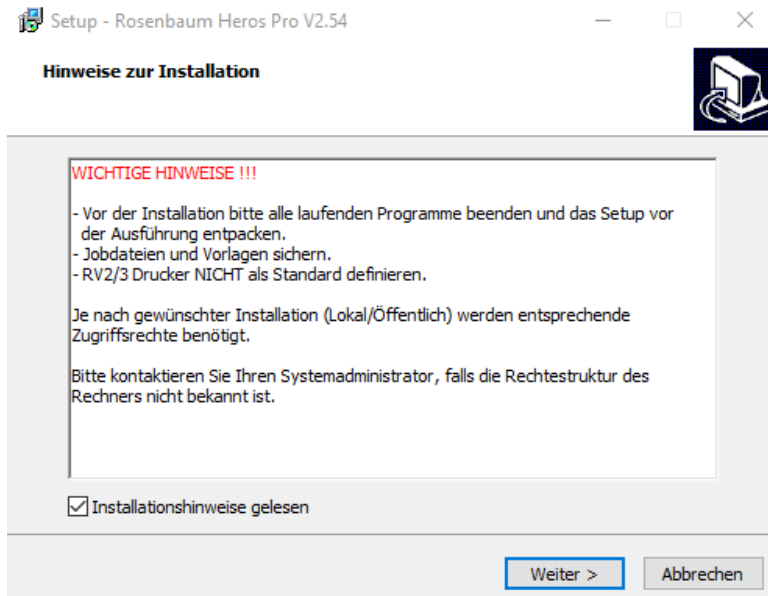 Setup - Rosenbaum Heros Pro V2.54
Hinweise zur Installation
WICHTIGE HINWEISE !!!
- Vor der Installation bitte alle laufenden Programme beenden und das Setup vor
der Ausführung entpacken.
- Jobdateien und Vorlagen sichern.
- RV2/3 Drucker NICHT als Standard definieren.
Je nach gewünschter Installation (Lokal/Öffentlich) werden entsprechende
Zugriffsrechte benötigt.
Bitte kontaktieren Sie Ihren Systemadministrator, falls die Rechtestruktur des
Rechners nicht bekannt ist.
Installationshinweise gelesen
Weiter >
Abbrechen